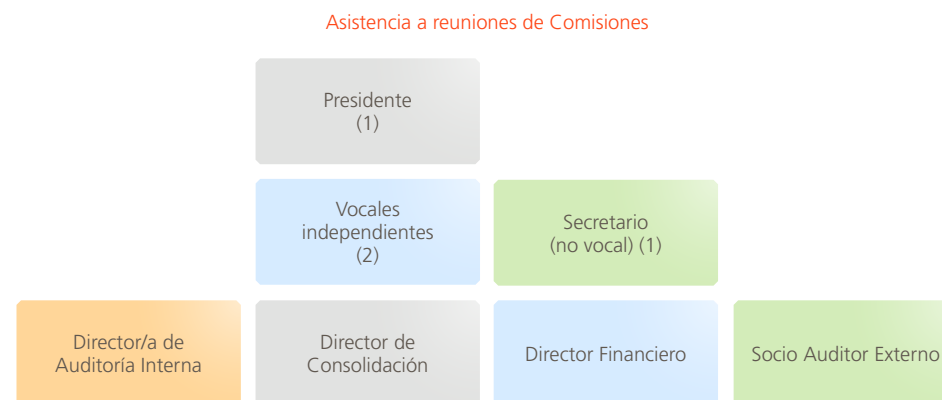 Asistencia a reuniones de Comisiones
Presidente
(1)
Vocales
independientes
(2)
Secretario
(no vocal) (1)
Director/a de
Auditoría Interna
Director de
Consolidación
Director Financiero
Socio Auditor Externo